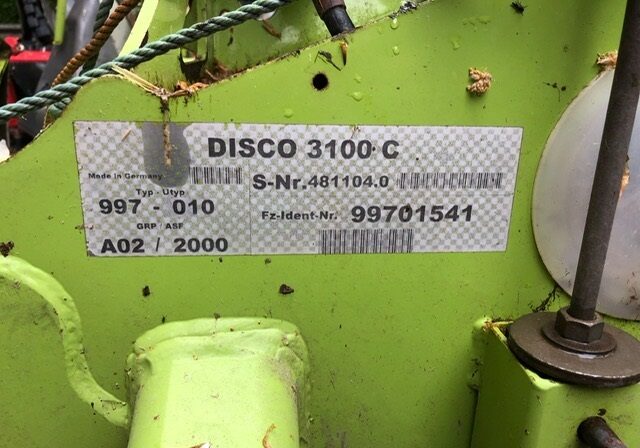 DISCO 3100 C
Made in Germany
S-Nr. 481104.0
Typ - Utyp
997 - 010
Fz-Ident-Nr. 99701541
GRP / ASF
A02 / 2000